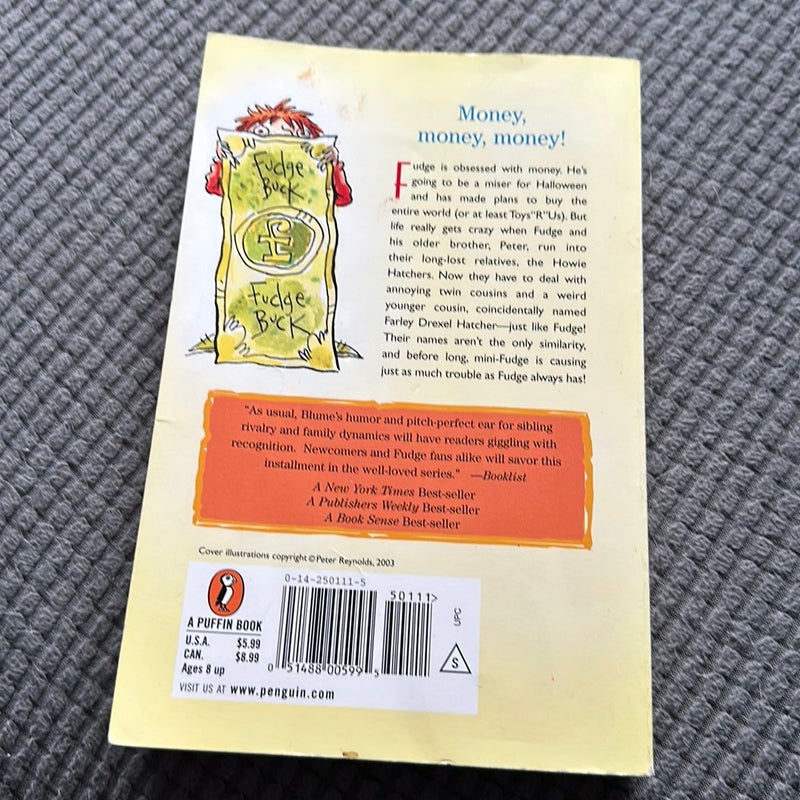 Fudge
Buck
F
Fudge
Buck
Money,
money, money!
Fudge is obsessed with money. He's
going to be a miser for Halloween
and has made plans to buy the
entire world (or at least Toys"R"Us). But
life really gets crazy when Fudge and
his older brother, Peter, run into
their long-lost relatives, the Howie
Hatchers. Now they have to deal with
annoying twin cousins and a weird
younger cousin, coincidentally named
Farley Drexel Hatcher—just like Fudge!
Their names aren't the only similarity,
and before long, mini-Fudge is causing
just as much trouble as Fudge always has!
"As usual, Blume's humor and pitch-perfect ear for sibling
rivalry and family dynamics will have readers giggling with
recognition. Newcomers and Fudge fans alike will savor this
installment in the well-loved series." —Booklist
A New York Times Best-seller
A Publishers Weekly Best-seller
A Book Sense Best-seller
Cover illustrations copyright © Peter Reynolds, 2003
A PUFFIN BOOK
U.S.A. $5.99
CAN. $8.99
Ages 8 up
VISIT US AT www.penguin.com
0-14-250111-5
50111>
0 51488 00599 5
UPC
S